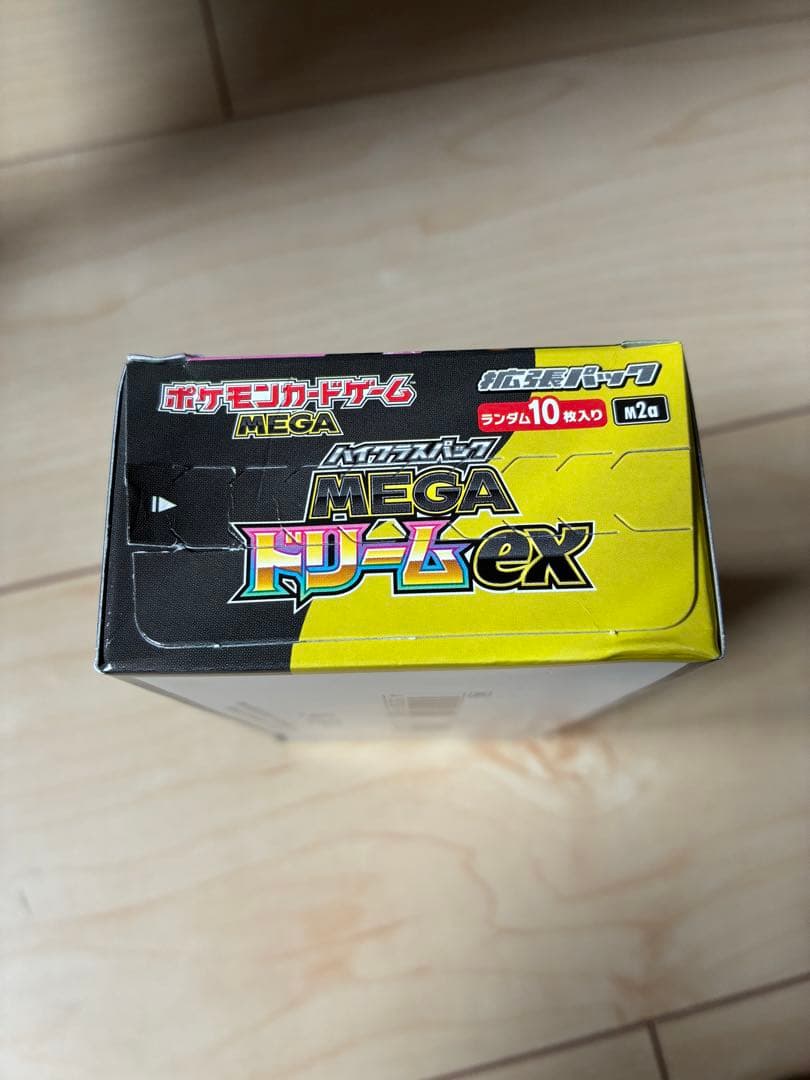 ポケモンカードゲーム
MEGA
拡張パック
ランダム10枚入り
M2a
ハイクラスパック
MEGA
ドリームex